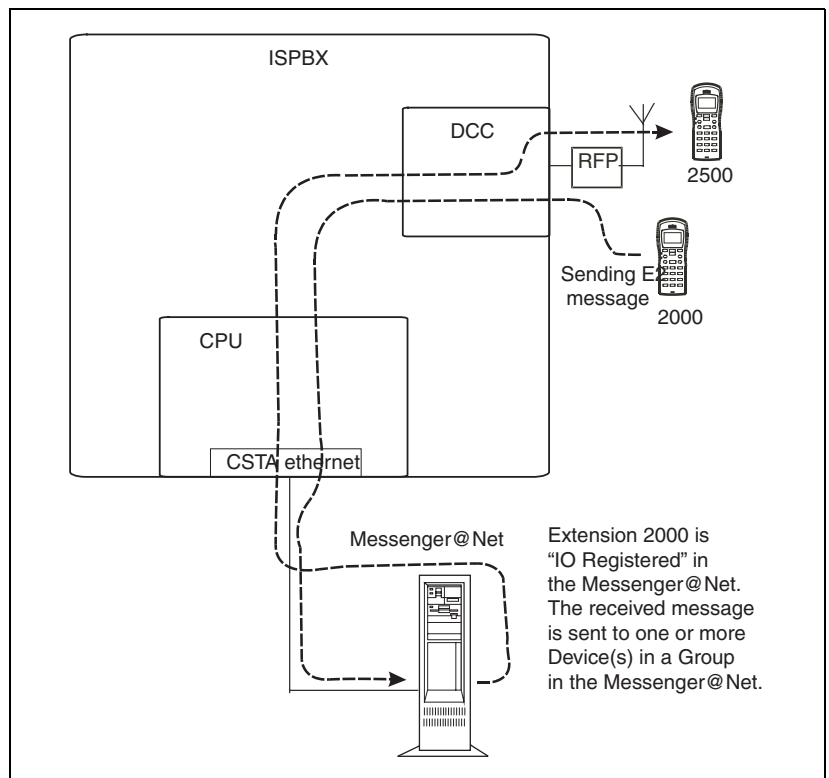 ISPBX
DCC
RFP
2500
Sending E2
message
2000
CPU
CSTA ethernet
Messenger@Net
Extension 2000 is
“IO Registered” in
the Messenger@Net.
The received message
is sent to one or more
Device(s) in a Group
in the Messenger@Net.